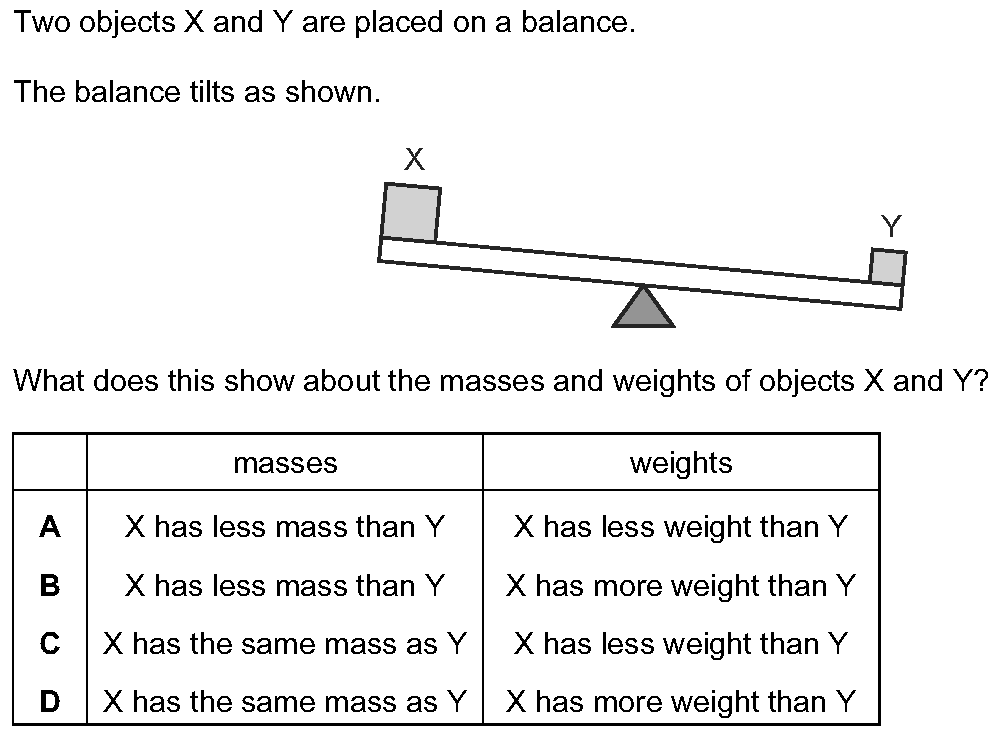 Two objects X and Y are placed on a balance.
The balance tilts as shown.
X
Y
What does this show about the masses and weights of objects X and Y?
masses weights
A X has less mass than Y X has less weight than Y
B X has less mass than Y X has more weight than Y
C X has the same mass as Y X has less weight than Y
D X has the same mass as Y X has more weight than Y